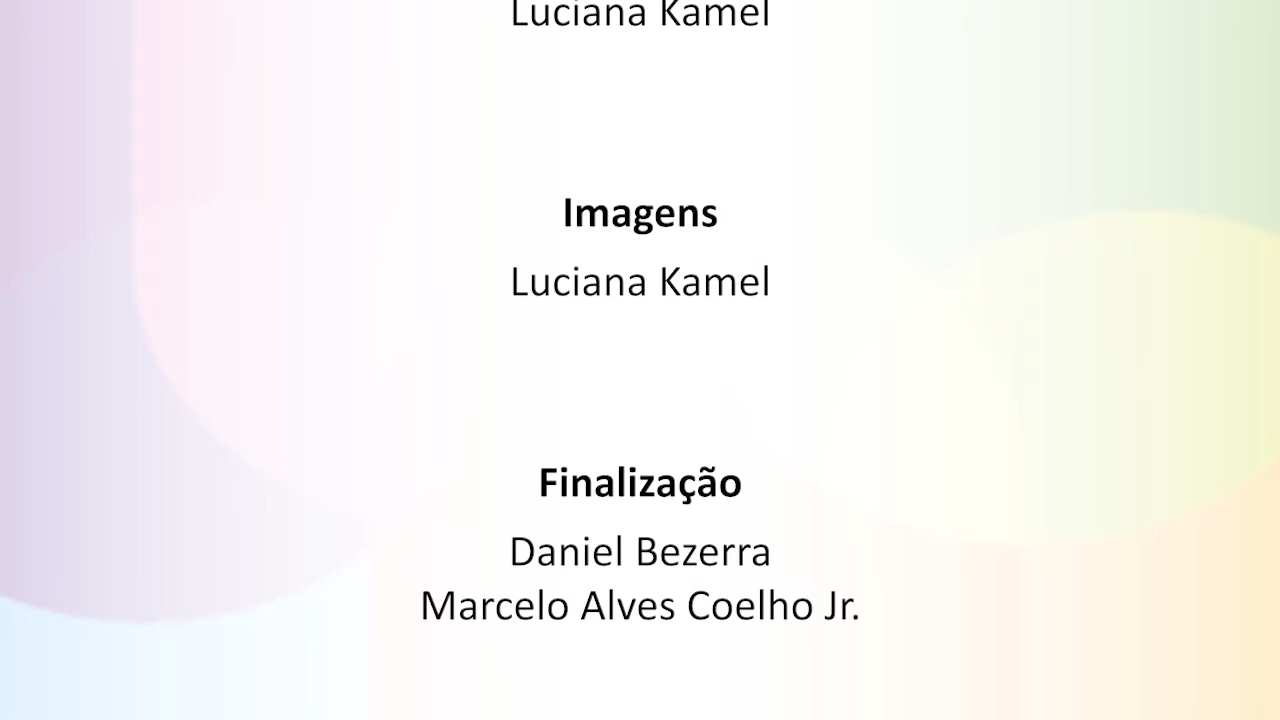 Luciana Kamel
Imagens
Luciana Kamel
Finalização
Daniel Bezerra
Marcelo Alves Coelho Jr.